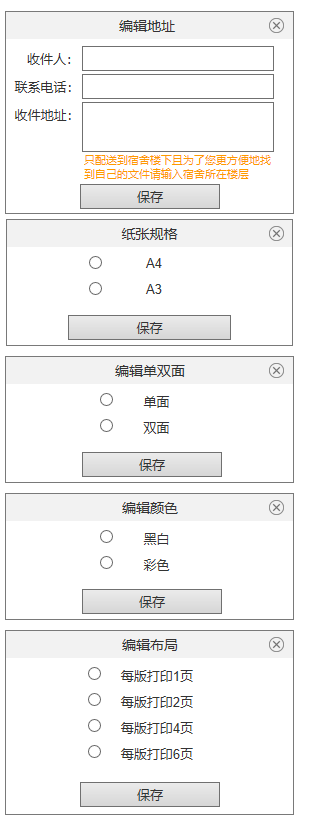 编辑地址
收件人：
联系电话：
收件地址：
只配送到宿舍楼下且为了您更方便地找
到自己的文件请输入宿舍所在楼层
保存
纸张规格
A4
A3
保存
编辑单双面
单面
双面
保存
编辑颜色
黑白
彩色
保存
编辑布局
每版打印1页
每版打印2页
每版打印4页
每版打印6页
保存